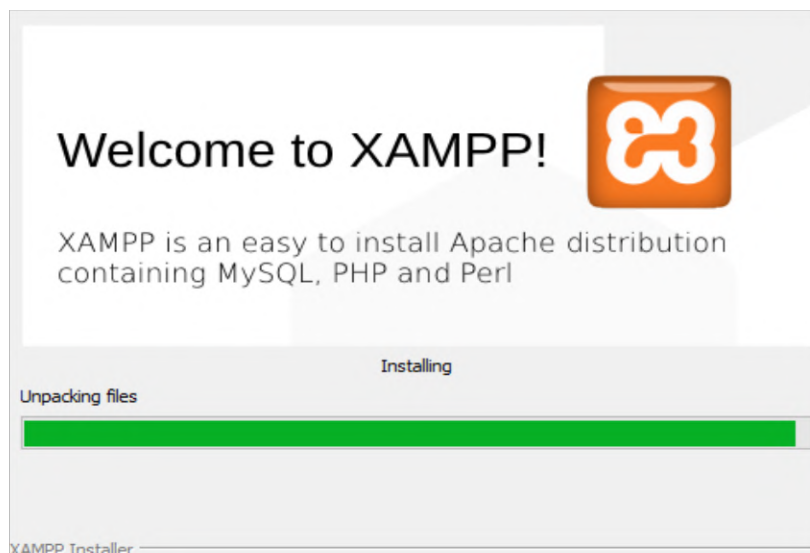 Welcome to XAMPP!
XAMPP is an easy to install Apache distribution
containing MySQL, PHP and Perl
Installing
Unpacking files
XAMPP Installer